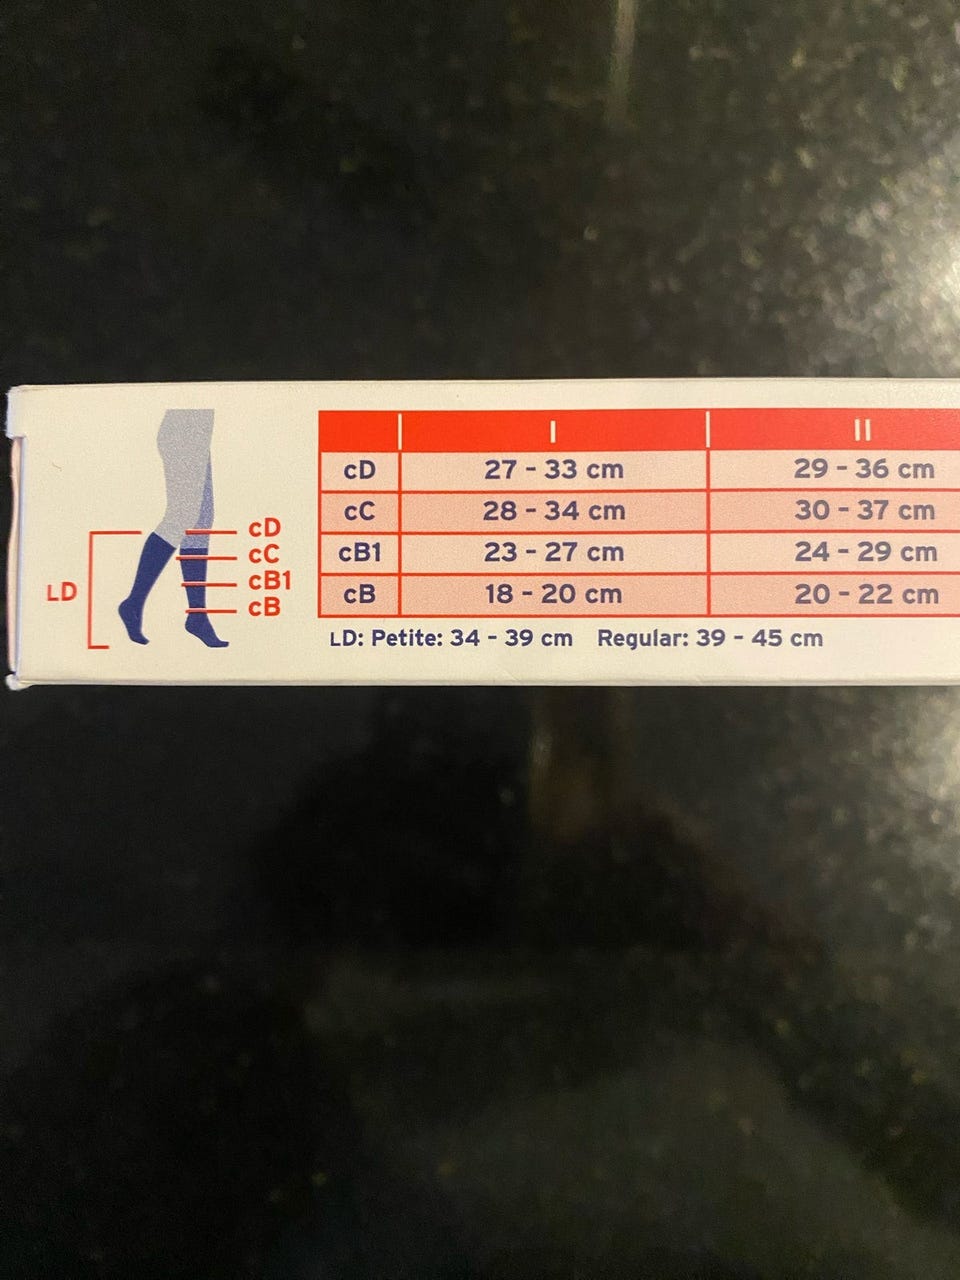 I II
cD 27 - 33 cm 29 - 36 cm
cC 28 - 34 cm 30 - 37 cm
cB1 23 - 27 cm 24 - 29 cm
cB 18 - 20 cm 20 - 22 cm
LD: Petite: 34 - 39 cm Regular: 39 - 45 cm
LD
cD
cC
cB1
cB